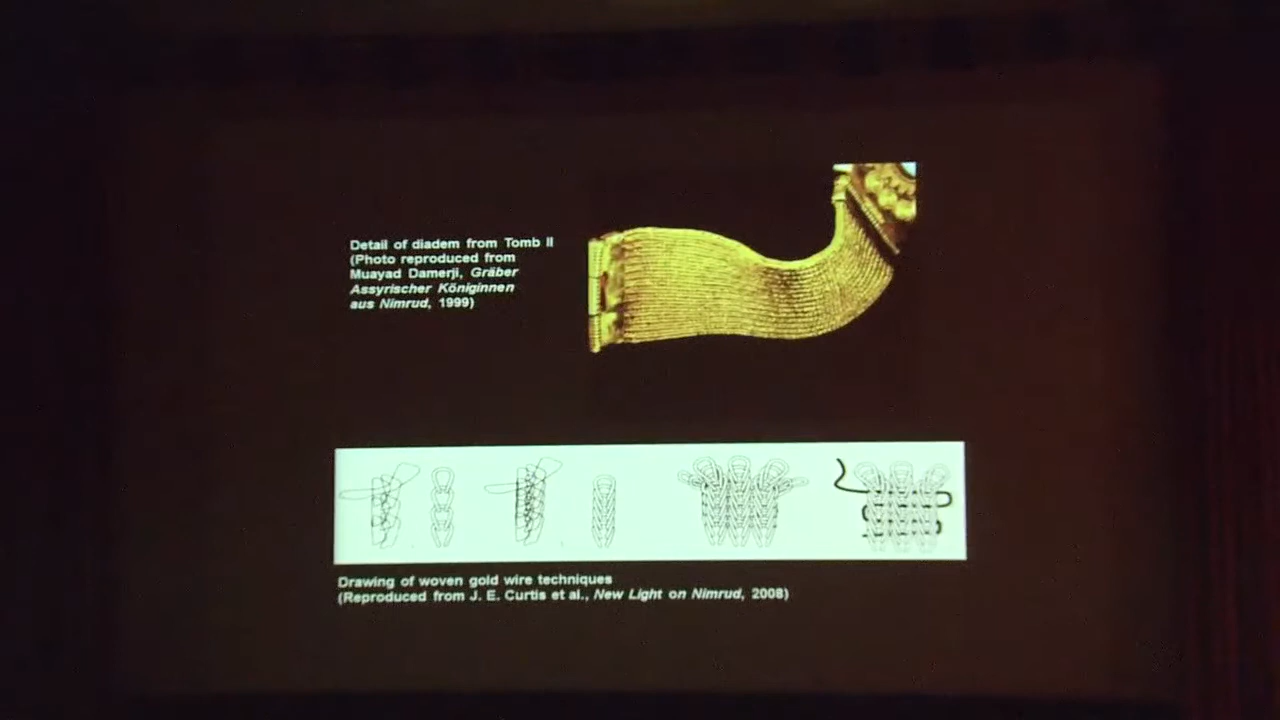 Detail of diadem from Tomb II
(Photo reproduced from
Muayad Damerji, Gräber
Assyrischer Königinnen
aus Nimrud, 1999)
Drawing of woven gold wire techniques
(Reproduced from J. E. Curtis et al., New Light on Nimrud, 2008)